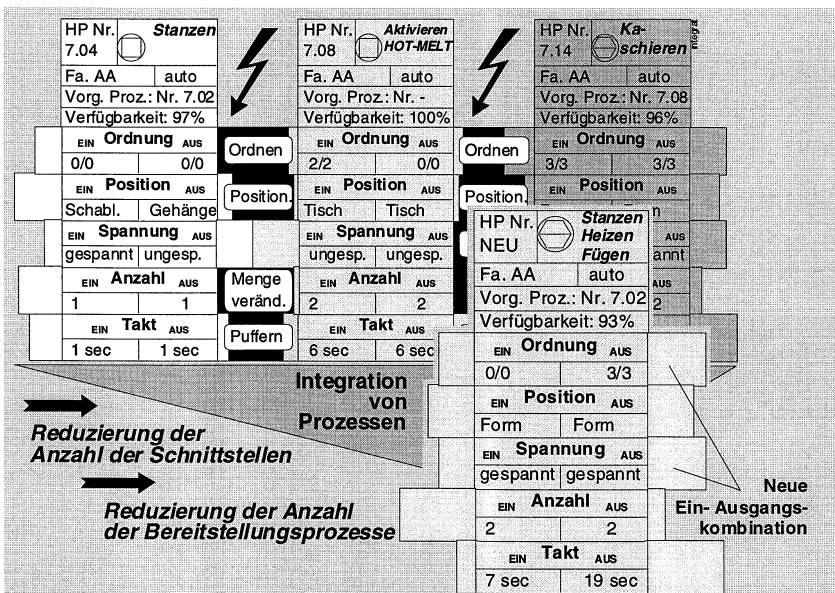 HP Nr. 7.04
Stanzen
Fa. AA auto
Vorg. Proz.: Nr. 7.02
Verfügbarkeit: 97%
EIN Ordnung AUS
0/0 0/0
EIN Position AUS
Schabl. Gehänge
EIN Spannung AUS
gespannt ungesp.
EIN Anzahl AUS
1 1
EIN Takt AUS
1 sec 1 sec
Ordnen
Position.
Menge
veränd.
Puffern
HP Nr. 7.08
Aktivieren
HOT-MELT
Fa. AA auto
Vorg. Proz.: Nr. -
Verfügbarkeit: 100%
EIN Ordnung AUS
2/2 0/0
EIN Position AUS
Tisch Tisch
EIN Spannung AUS
ungesp. ungesp.
EIN Anzahl AUS
2 2
EIN Takt AUS
6 sec 6 sec
Ordnen
Position.
HP Nr. 7.14
Ka-
schieren
integral
Fa. AA auto
Vorg. Proz.: Nr. 7.08
Verfügbarkeit: 96%
EIN Ordnung AUS
3/3 3/3
EIN Position AUS
HP Nr. NEU
Stanzen
Heizen
Fügen
Fa. AA auto
Vorg. Proz.: Nr. 7.02
Verfügbarkeit: 93%
EIN Ordnung AUS
0/0 3/3
EIN Position AUS
Form Form
EIN Spannung AUS
gespannt gespannt
EIN Anzahl AUS
2 2
EIN Takt AUS
7 sec 19 sec
Integration
von
Prozessen
Reduzierung der
Anzahl der Schnittstellen
Reduzierung der Anzahl
der Bereitstellungsprozesse
Neue
Ein- Ausgangs-
kombination